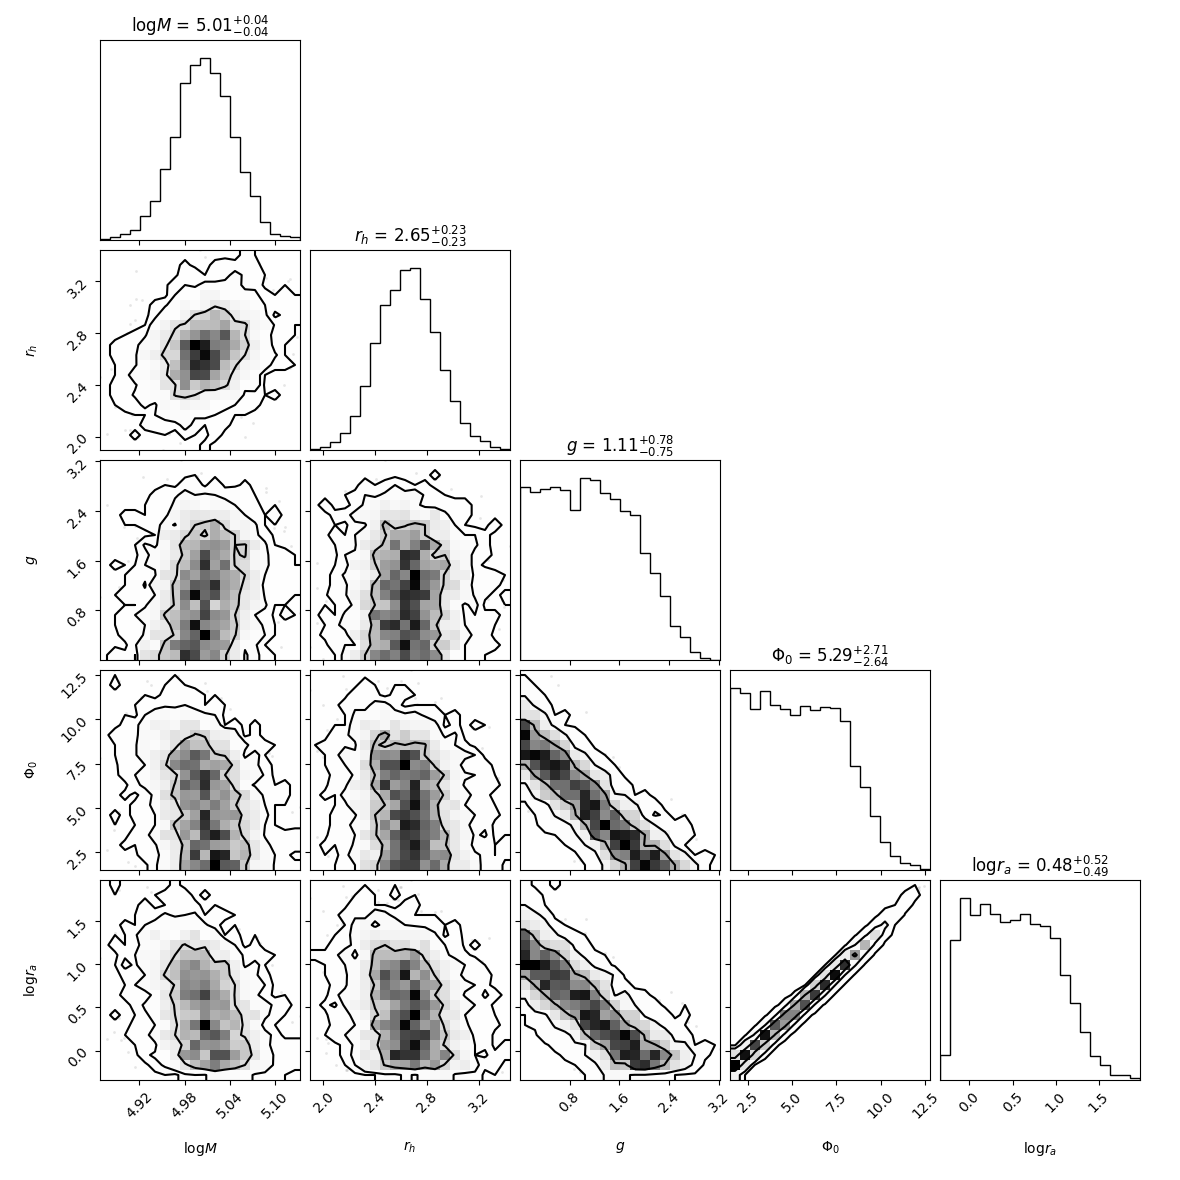 logM = 5.01+0.04 −0.04
3.2
2.8
2.4
2.0
r_h
r_h = 2.65+0.23 −0.23
3.2
2.4
1.6
0.8
g
g = 1.11+0.78 −0.75
12.5
10.0
7.5
5.0
2.5
Φ0
Φ0 = 5.29+2.71 −2.64
1.5
1.0
0.5
0.0
logr_a
logr_a = 0.48+0.52 −0.49
4.92 4.98 5.04 5.10 2.0 2.4 2.8 3.2 0.8 1.6 2.4 3.2 2.5 5.0 7.5 10.0 12.5 0.0 0.5 1.0 1.5
logM r_h g Φ0 logr_a